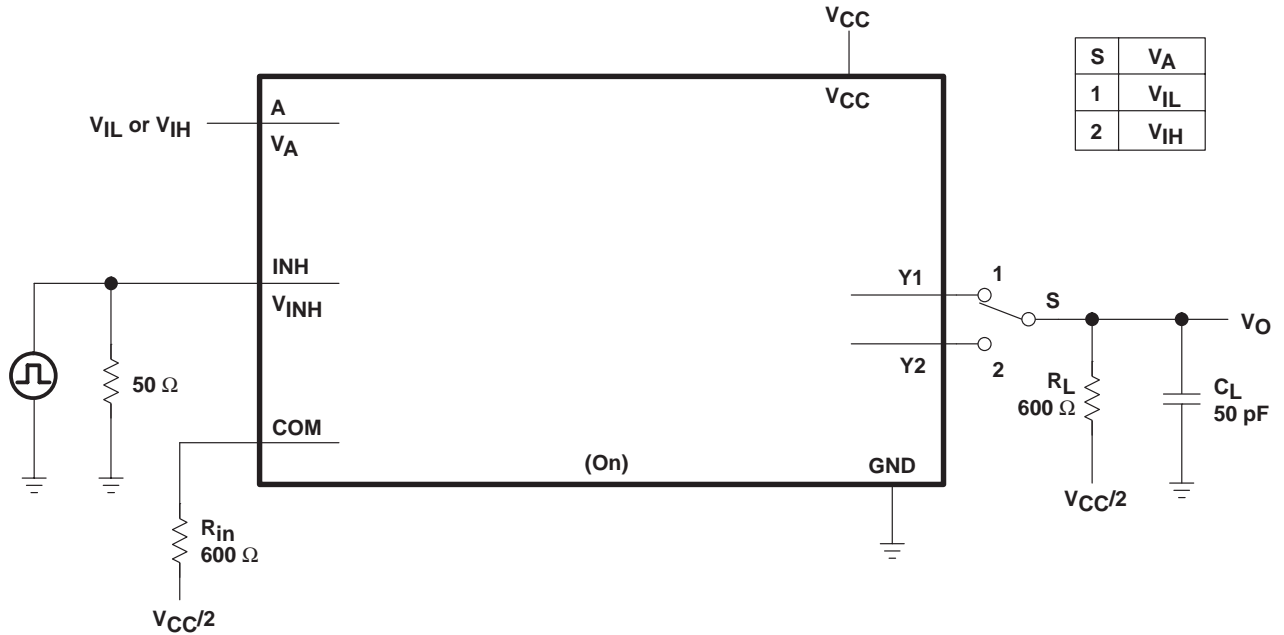 VCC
S VA
1 VIL
2 VIH
VCC
A
VIL or VIH
VA
INH
VINH
Y1
1
S
VO
Y2
2
50 Ω
RL
600 Ω
CL
50 pF
COM
(On)
GND
VCC/2
Rin
600 Ω
VCC/2